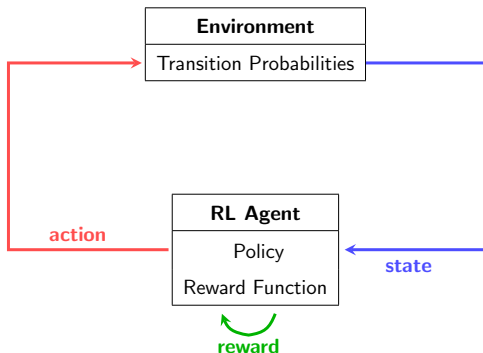 Environment
Transition Probabilities
RL Agent
action
Policy
state
Reward Function
reward